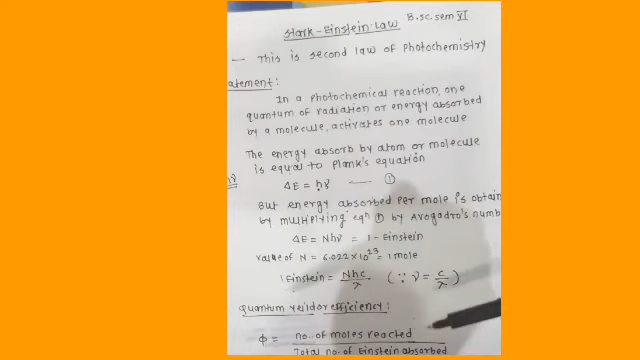 Stark-Einstein Law B.sc. sem VI
— This is second law of photochemistry
atement:
In a photochemical reaction, one
quantum of radiation or energy absorbed
by a molecule, activates one molecule
The energy absorb by atom or molecule
is equal to Plank's equation
ΔE = hν —— ①
But energy absorbed per mole is obtain
by multiplying eqn ① by Avogadro's numb
ΔE = Nhν = 1 - Einstein
value of N = 6.022 × 10²³ = 1 mole
1 Einstein = Nhc/λ (∵ ν = c/λ)
Quantum Yeild or efficiency:
ϕ = no. of moles reacted
Total no. of Einstein absorbed